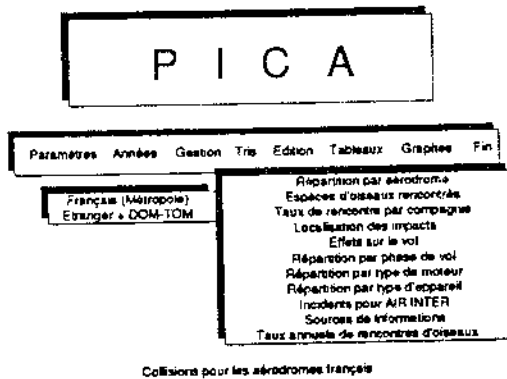 P I C A
Paramètres Années Gestion Tris Edition Tableaux Graphes Fin
Français (Métropole)
Etranger + DOM-TOM
Répartition par aérodrome
Espèces d'oiseaux rencontrés
Taux de rencontre par compagnie
Localisation des impacts
Effets sur le vol
Répartition par phase de vol
Répartition par type de moteur
Répartition par type d'appareil
Incidents pour AIR INTER
Sources de informations
Taux annuels de rencontres d'oiseaux
Collisions pour les aérodromes français